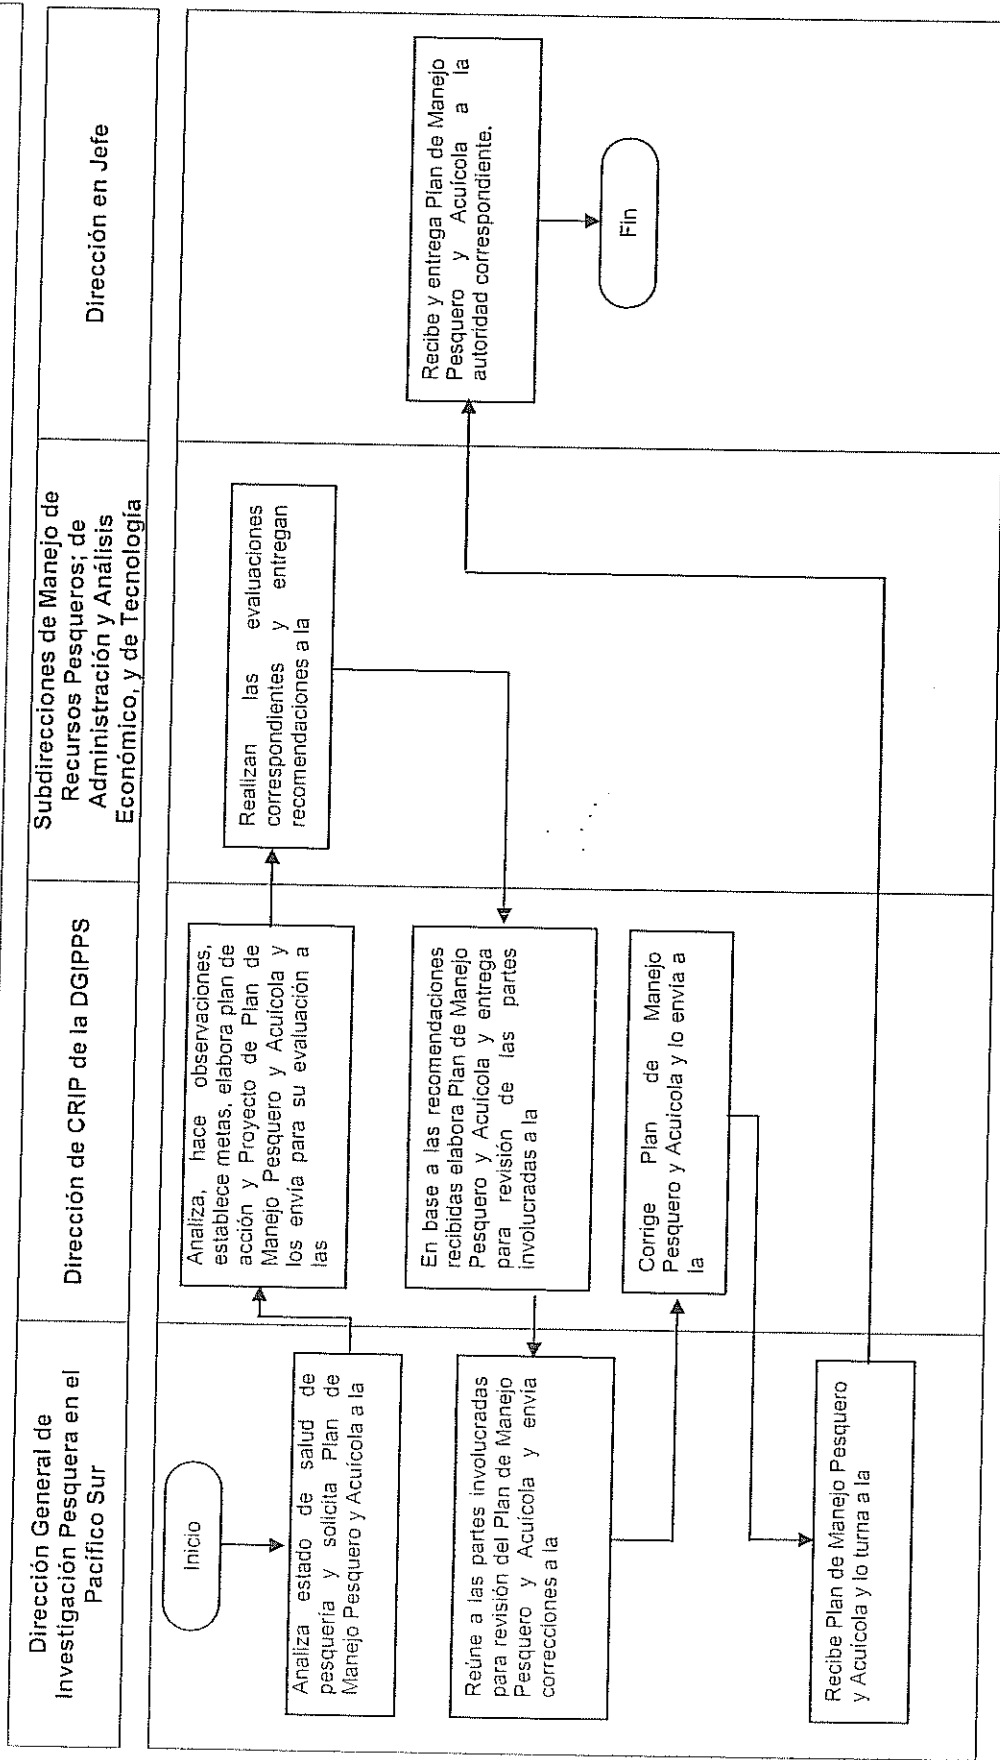 Dirección General de
Investigación Pesquera en el
Pacífico Sur
Dirección de CRIP de la DGIPPS
Subdirecciones de Manejo de
Recursos Pesqueros; de
Administración y Análisis
Económico, y de Tecnología
Dirección en Jefe
Inicio
Analiza estado de salud de
pesquería y solicita Plan de
Manejo Pesquero y Acuícola a la
Analiza, hace observaciones,
establece metas, elabora plan de
acción y Proyecto de Plan de
Manejo Pesquero y Acuícola y
los envía para su evaluación a
las
Realizan las evaluaciones
correspondientes y entregan
recomendaciones a la
En base a las recomendaciones
recibidas elabora Plan de Manejo
Pesquero y Acuícola y entrega
para revisión de las partes
involucradas a la
Reúne a las partes involucradas
para revisión del Plan de Manejo
Pesquero y Acuícola y envía
correcciones a la
Corrige Plan de Manejo
Pesquero y Acuícola y lo envía a
la
Recibe Plan de Manejo Pesquero
y Acuícola y lo turna a la
Recibe y entrega Plan de Manejo
Pesquero y Acuícola a la
autoridad correspondiente.
Fin